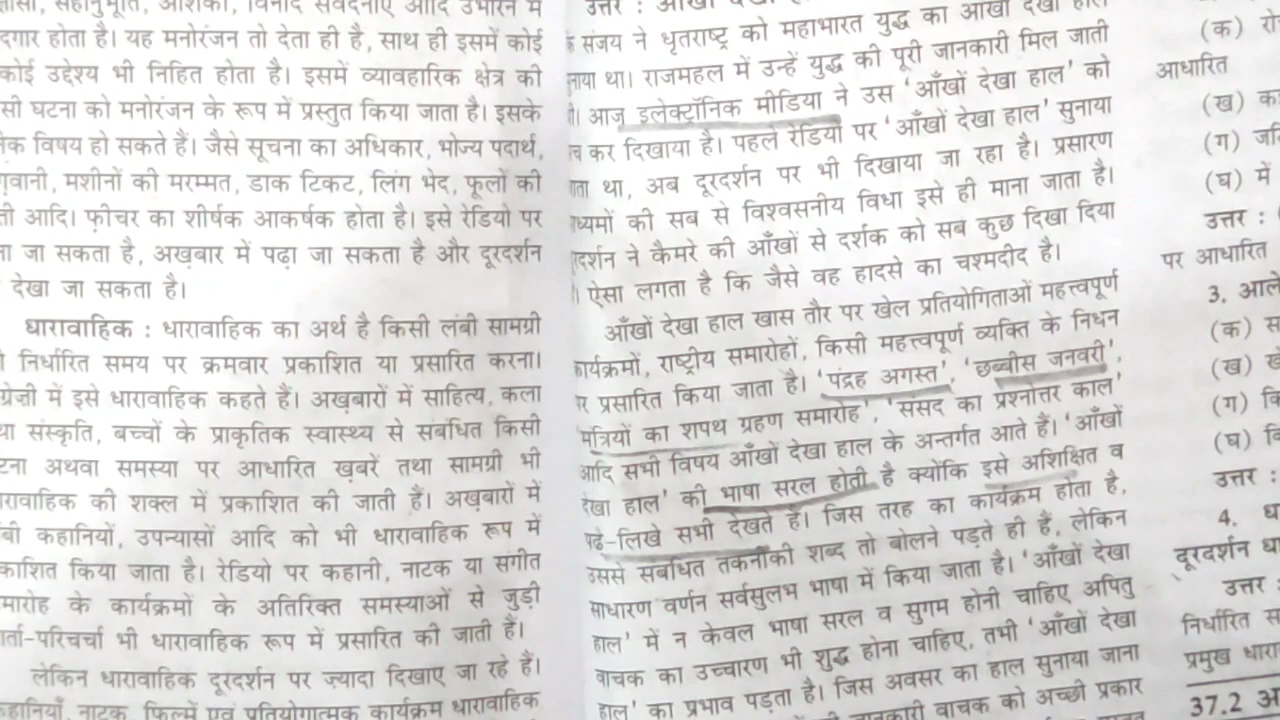 दगार होता है। यह मनोरंजन तो देता ही है, साथ ही इसमें कोई
कोई उद्देश्य भी निहित होता है। इसमें व्यावहारिक क्षेत्र की
सी घटना को मनोरंजन के रूप में प्रस्तुत किया जाता है। इसके
विषय हो सकते हैं। जैसे सूचना का अधिकार, भोज्य पदार्थ,
मशीनों की मरम्मत, डाक टिकट, लिंग भेद, फूलों की
आदि। फ़ीचर का शीर्षक आकर्षक होता है। इसे रेडियो पर
जा सकता है, अख़बार में पढ़ा जा सकता है और दूरदर्शन
देखा जा सकता है।
धारावाहिक : धारावाहिक का अर्थ है किसी लंबी सामग्री
निर्धारित समय पर क्रमवार प्रकाशित या प्रसारित करना।
ग्रेजी में इसे धारावाहिक कहते हैं। अख़बारों में साहित्य, कला
संस्कृति, बच्चों के प्राकृतिक स्वास्थ्य से संबंधित किसी
टना अथवा समस्या पर आधारित ख़बरें तथा सामग्री भी
रावाहिक की शक्ल में प्रकाशित की जाती हैं। अख़बारों में
बी कहानियों, उपन्यासों आदि को भी धारावाहिक रूप में
काशित किया जाता है। रेडियो पर कहानी, नाटक या संगीत
मारोह के कार्यक्रमों के अतिरिक्त समस्याओं से जुड़ी
र्ता-परिचर्चा भी धारावाहिक रूप में प्रसारित की जाती हैं।
लेकिन धारावाहिक दूरदर्शन पर ज़्यादा दिखाए जा रहे हैं।
नाटक, फिल्में एवं प्रतियोगात्मक कार्यक्रम धारावाहिक
उत्तर :
संजय ने धृतराष्ट्र को महाभारत युद्ध का आँखों देखा
नाया था। राजमहल में उन्हें युद्ध की पूरी जानकारी मिल जाती
आज इलेक्ट्रॉनिक मीडिया ने उस 'आँखों देखा हाल' को
च कर दिखाया है। पहले रेडियो पर 'आँखों देखा हाल' सुनाया
था, अब दूरदर्शन पर भी दिखाया जा रहा है। प्रसारण
ध्यमों की सब से विश्वसनीय विधा इसे ही माना जाता है।
दर्शन ने कैमरे की आँखों से दर्शक को सब कुछ दिखा दिया
ऐसा लगता है कि जैसे वह हादसे का चश्मदीद है।
आँखों देखा हाल खास तौर पर खेल प्रतियोगिताओं महत्त्वपूर्ण
कार्यक्रमों, राष्ट्रीय समारोहों, किसी महत्त्वपूर्ण व्यक्ति के निधन
पर प्रसारित किया जाता है। 'पंद्रह अगस्त', 'छब्बीस जनवरी',
मंत्रियों का शपथ ग्रहण समारोह', 'संसद का प्रश्नोत्तर काल'
आदि सभी विषय आँखों देखा हाल के अन्तर्गत आते हैं। 'आँखों
देखा हाल' की भाषा सरल होती है क्योंकि इसे अशिक्षित व
पढ़े-लिखे सभी देखते हैं। जिस तरह का कार्यक्रम होता है,
उससे संबंधित तकनीकी शब्द तो बोलने पड़ते ही हैं, लेकिन
साधारण वर्णन सर्वसुलभ भाषा में किया जाता है। 'आँखों देखा
हाल' में न केवल भाषा सरल व सुगम होनी चाहिए अपितु
वाचक का उच्चारण भी शुद्ध होना चाहिए, तभी 'आँखों देखा
हाल' का प्रभाव पड़ता है। जिस अवसर का हाल सुनाया जाना
वाचक को अच्छी प्रकार
(क)
आधारित
(ख)
(ग)
(घ) में
उत्तर :
पर आधारित
3.
(क)
(ख)
(ग)
(घ)
उत्तर :
4.
दूरदर्शन
उत्तर
निर्धारित
प्रमुख
37.2